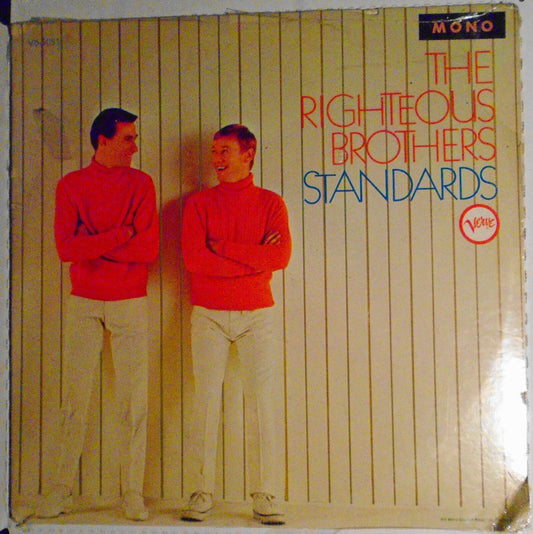 MONO
THE
RIGHTEOUS
BROTHERS
STANDARDS
Verve